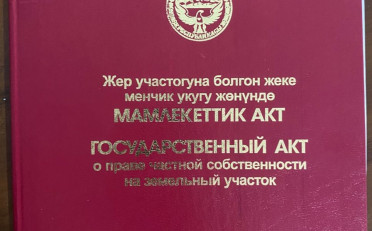 Жер участогуна болгон жеке
менчик укугу жөнүндө
МАМЛЕКЕТТИК АКТ
ГОСУДАРСТВЕННЫЙ АКТ
о праве частной собственности
на земельный участок